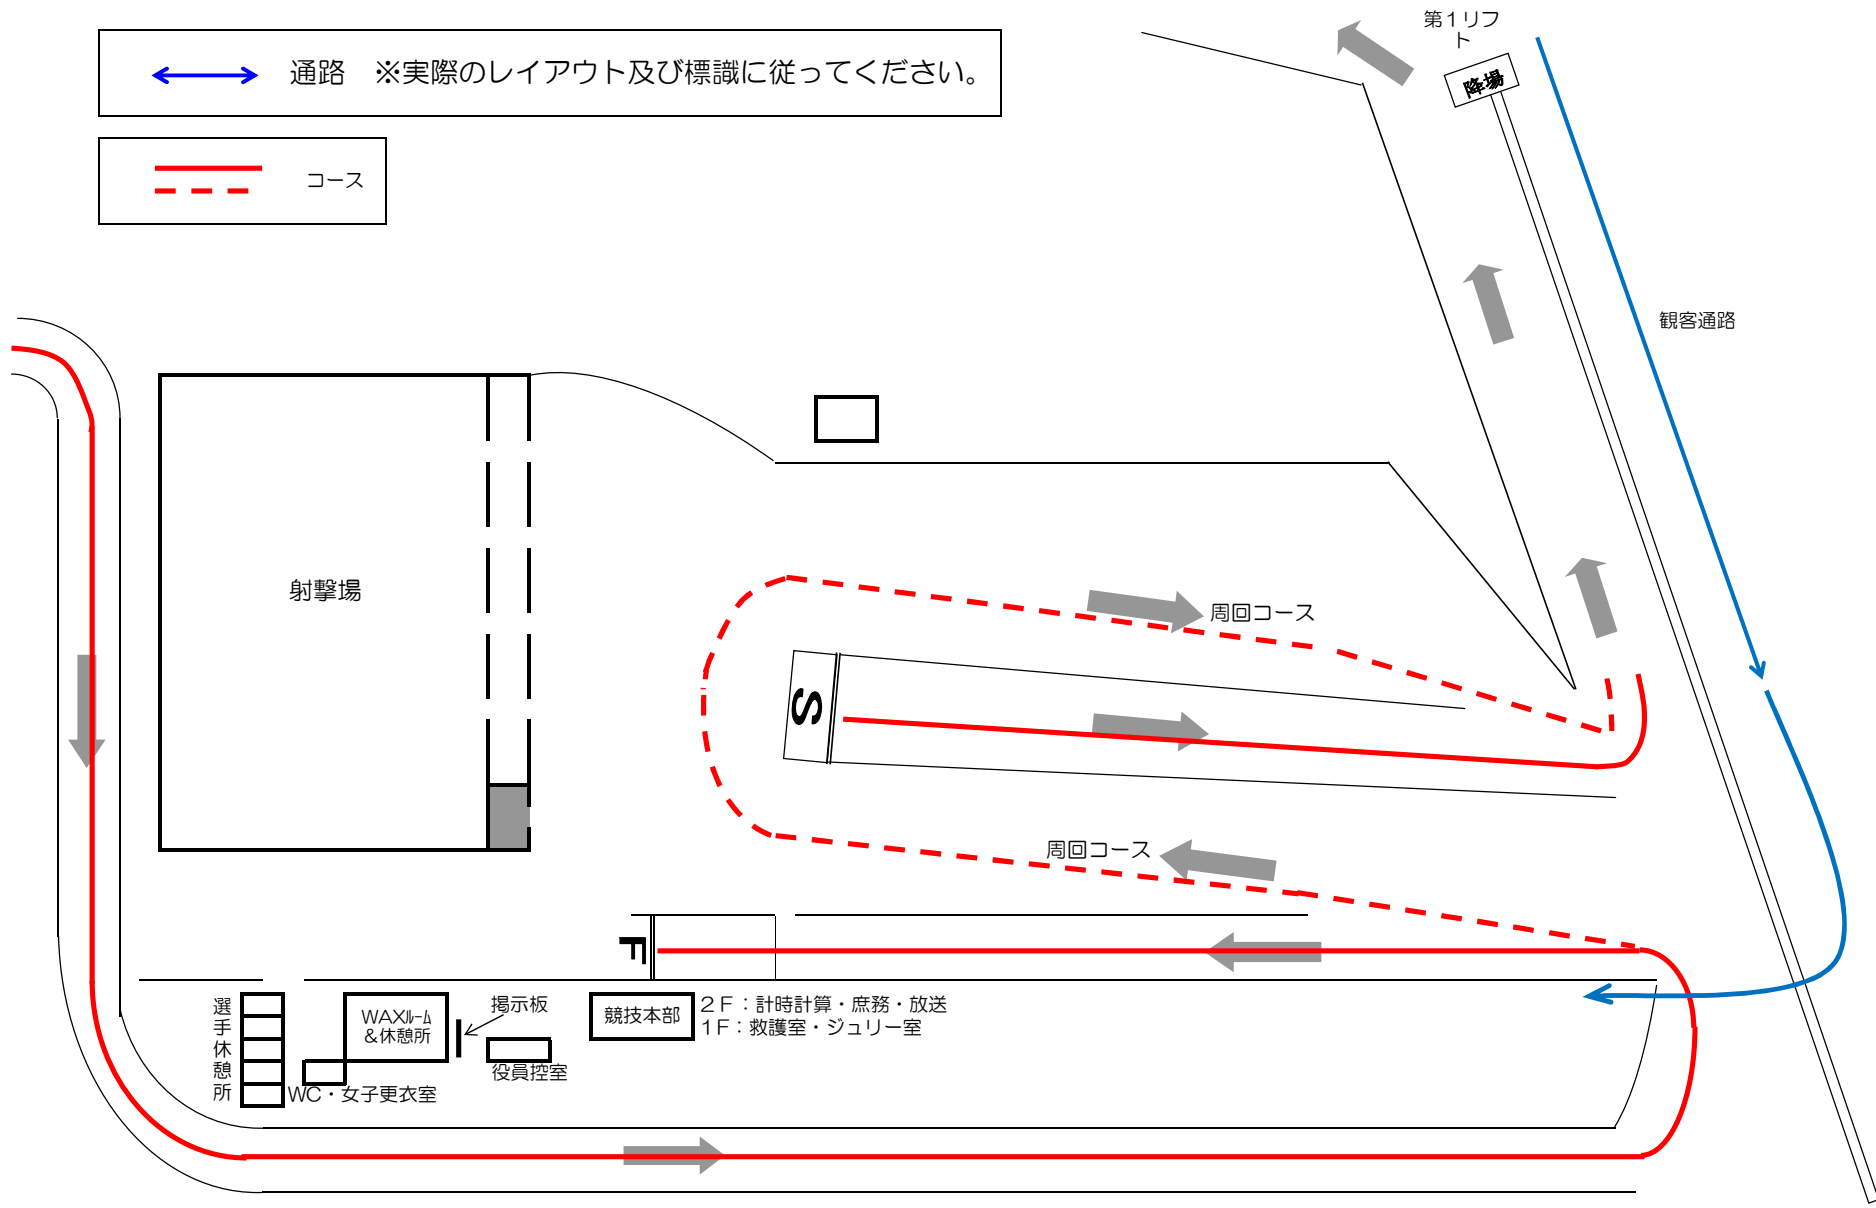 第1リフ
ト
降場
通路　※実際のレイアウト及び標識に従ってください。
コース
観客通路
射撃場
周回コース
S
周回コース
F
選手休憩所
WAXﾙｰﾑ
＆休憩所
掲示板
競技本部
２Ｆ：計時計算・庶務・放送
１Ｆ：救護室・ジュリー室
役員控室
WC・女子更衣室